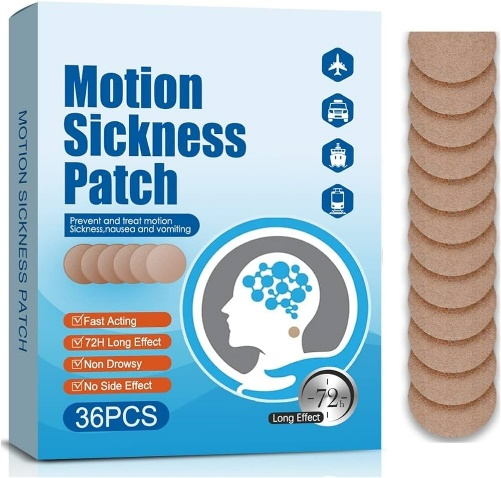 MOTION SICKNESS PATCH
Motion
Sickness
Patch
Prevent and treat motion
Sickness,nausea and vomiting
Fast Acting
72H Long Effect
Non Drowsy
No Side Effect
36PCS
72h
Long Effect